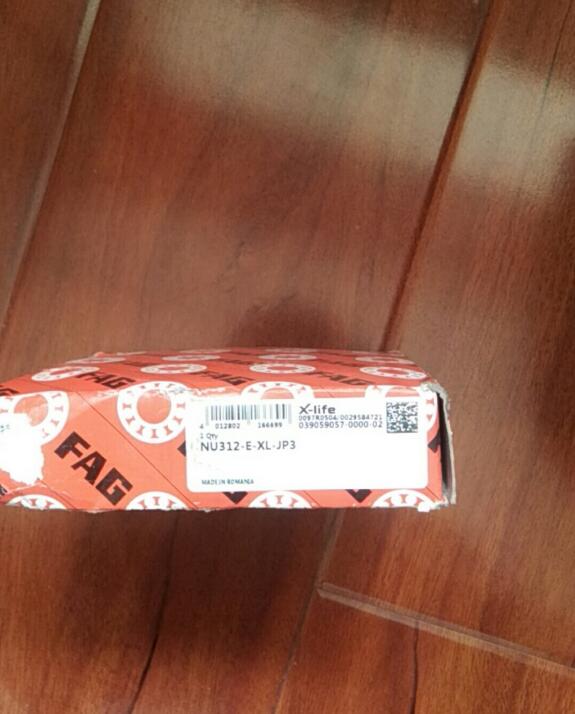 FAG
FAG
X-life
0097R0504/0029584721
039059057-0000-02
4 012802 166699
1 Qty
NU312-E-XL-JP3
MADE IN ROMANIA